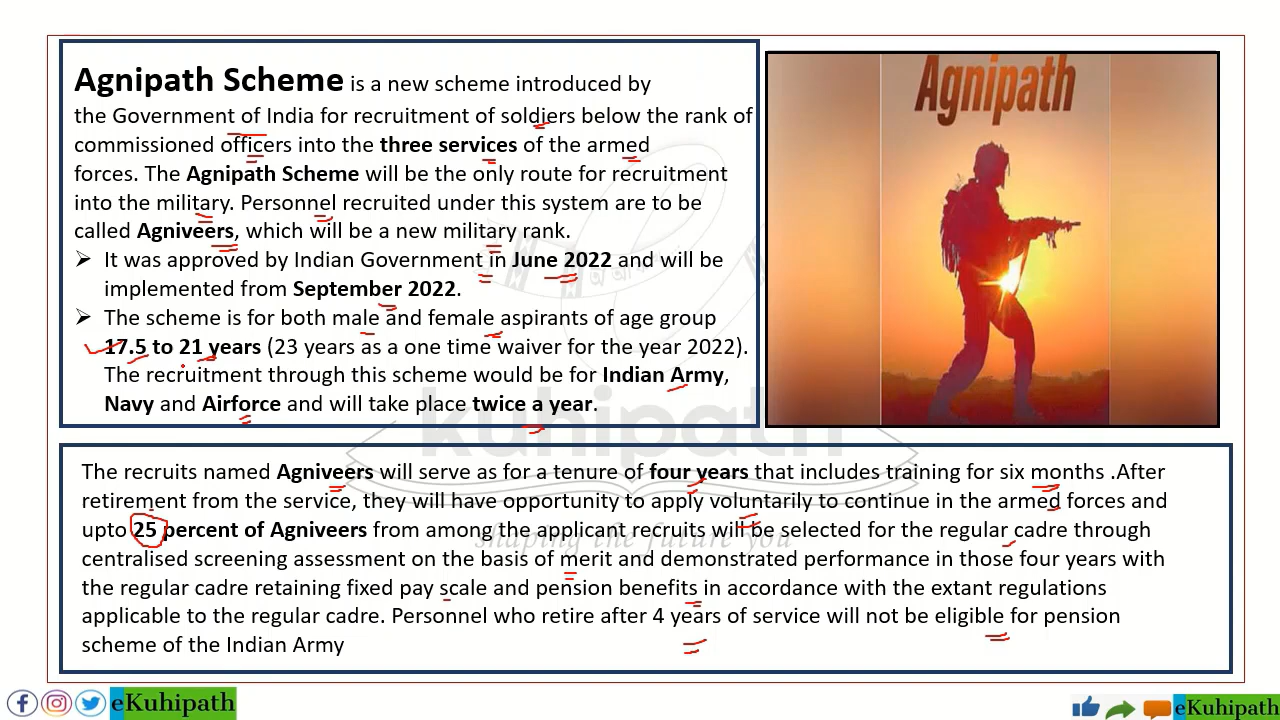 Agnipath Scheme is a new scheme introduced by
the Government of India for recruitment of soldiers below the rank of
commissioned officers into the three services of the armed
forces. The Agnipath Scheme will be the only route for recruitment
into the military. Personnel recruited under this system are to be
called Agniveers, which will be a new military rank.
➢ It was approved by Indian Government in June 2022 and will be
implemented from September 2022.
➢ The scheme is for both male and female aspirants of age group
17.5 to 21 years (23 years as a one time waiver for the year 2022).
The recruitment through this scheme would be for Indian Army,
Navy and Airforce and will take place twice a year.
Agnipath
The recruits named Agniveers will serve as for a tenure of four years that includes training for six months .After
retirement from the service, they will have opportunity to apply voluntarily to continue in the armed forces and
upto 25 percent of Agniveers from among the applicant recruits will be selected for the regular cadre through
centralised screening assessment on the basis of merit and demonstrated performance in those four years with
the regular cadre retaining fixed pay scale and pension benefits in accordance with the extant regulations
applicable to the regular cadre. Personnel who retire after 4 years of service will not be eligible for pension
scheme of the Indian Army
kuhipath
shaping the future you
eKuhipath
eKuhipath